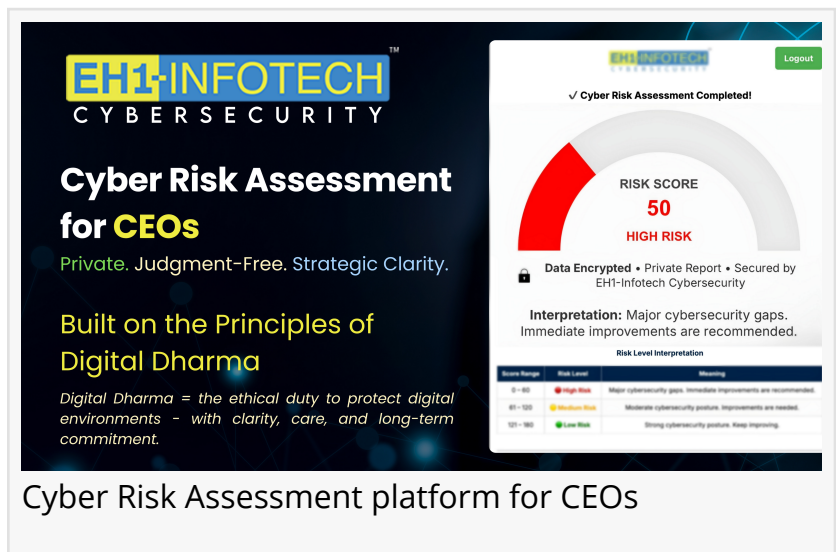 EH1-INFOTECH
™
CYBERSECURITY
Cyber Risk Assessment
for CEOs
Private. Judgment-Free. Strategic Clarity.
Built on the Principles of
Digital Dharma
Digital Dharma = the ethical duty to protect digital
environments - with clarity, care, and long-term
commitment.
EH1-INFOTECH
CYBERSECURITY
Logout
✓ Cyber Risk Assessment Completed!
RISK SCORE
50
HIGH RISK
Data Encrypted • Private Report • Secured by
EH1-Infotech Cybersecurity
Interpretation: Major cybersecurity gaps.
Immediate improvements are recommended.
Risk Level Interpretation
Score Range Risk Level Meaning
0 – 60 High Risk Major cybersecurity gaps. Immediate improvements are recommended.
61 – 120 Medium Risk Moderate cybersecurity posture. Improvements are needed.
121 – 180 Low Risk Strong cybersecurity posture. Keep improving.
Cyber Risk Assessment platform for CEOs